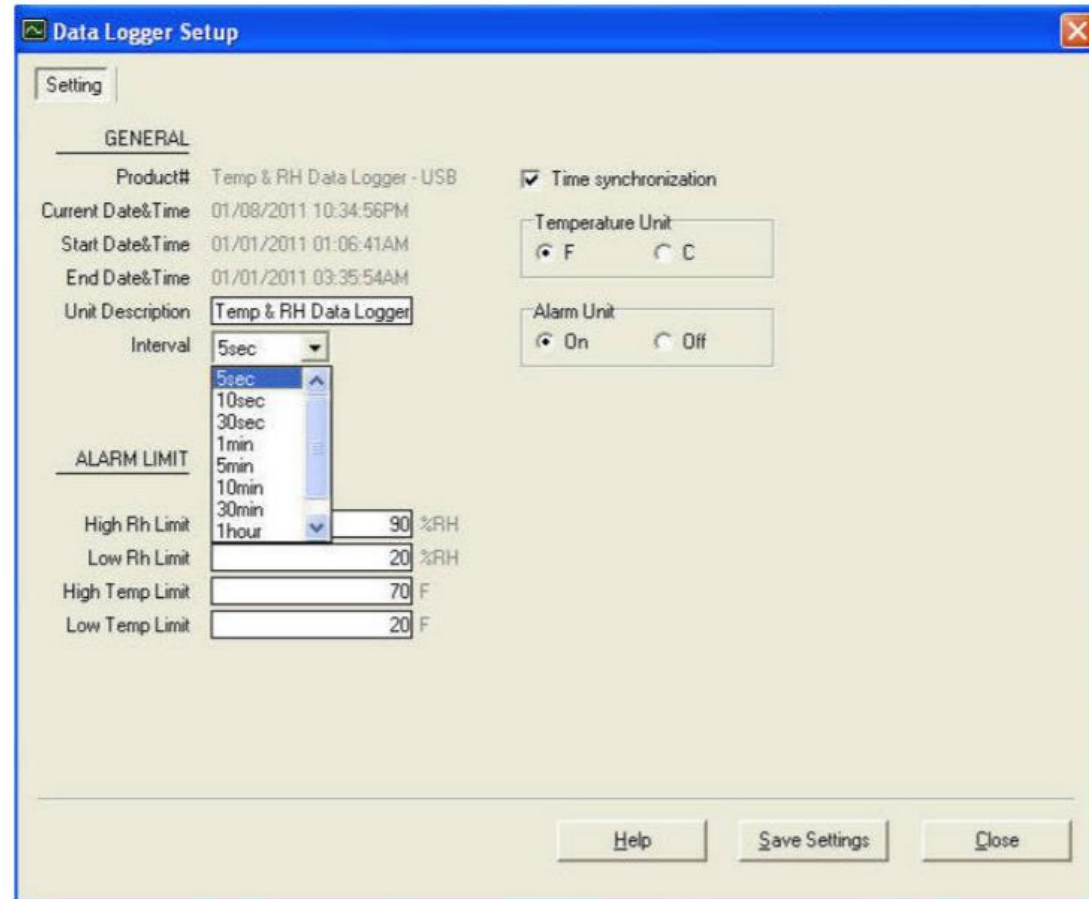 Data Logger Setup
Setting
GENERAL
Product# Temp & RH Data Logger - USB
Current Date&Time 01/08/2011 10:34:56PM
Start Date&Time 01/01/2011 01:06:41AM
End Date&Time 01/01/2011 03:35:54AM
Unit Description Temp & RH Data Logger
Interval 5sec
5sec
10sec
30sec
1min
5min
10min
30min
1hour
Time synchronization
Temperature Unit
F C
Alarm Unit
On Off
ALARM LIMIT
High Rh Limit 90 %RH
Low Rh Limit 20 %RH
High Temp Limit 70 F
Low Temp Limit 20 F
Help Save Settings Close